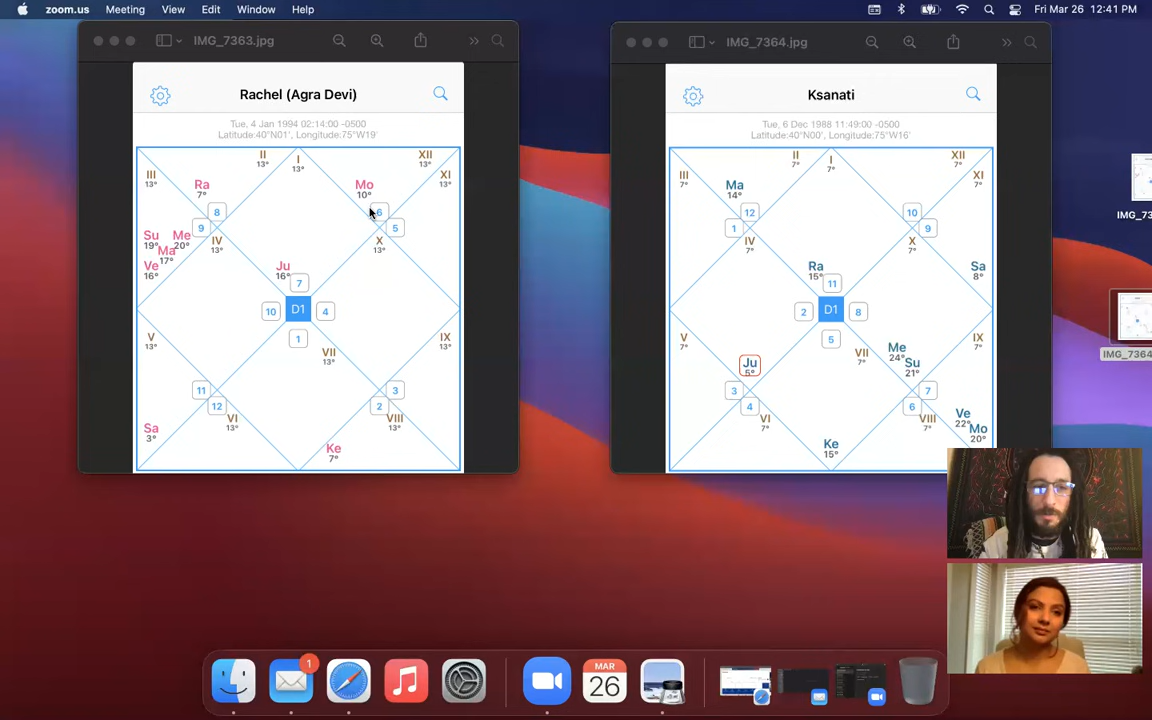 zoom.us Meeting View Edit Window Help Fri Mar 26 12:41 PM
IMG_7363.jpg
Rachel (Agra Devi)
Tue, 4 Jan 1994 02:14:00 -0500
Latitude:40°N01', Longitude:75°W19'
II 13°
I 13°
XII 13°
III 13°
XI 13°
Ra 7°
Mo 10°
8
6
9
5
Su 19°
Me 20°
Ma 17°
Ve 16°
IV 13°
X 13°
Ju 16°
7
10
D1
4
1
V 13°
VII 13°
IX 13°
11
3
12
2
VI 13°
VIII 13°
Sa 3°
Ke 7°
IMG_7364.jpg
Ksanati
Tue, 6 Dec 1988 11:49:00 -0500
Latitude:40°N00', Longitude:75°W16'
II 7°
I 7°
XII 7°
III 7°
XI 7°
Ma 14°
12
10
1
9
IV 7°
X 7°
Ra 15°
Sa 8°
11
2
D1
8
5
V 7°
VII 7°
IX 7°
Me 24°
Su 21°
Ju 5°
3
7
4
6
VI 7°
VIII 7°
Ve 22°
Mo 20°
Ke 15°
IMG_73
IMG_7364
1
MAR
26